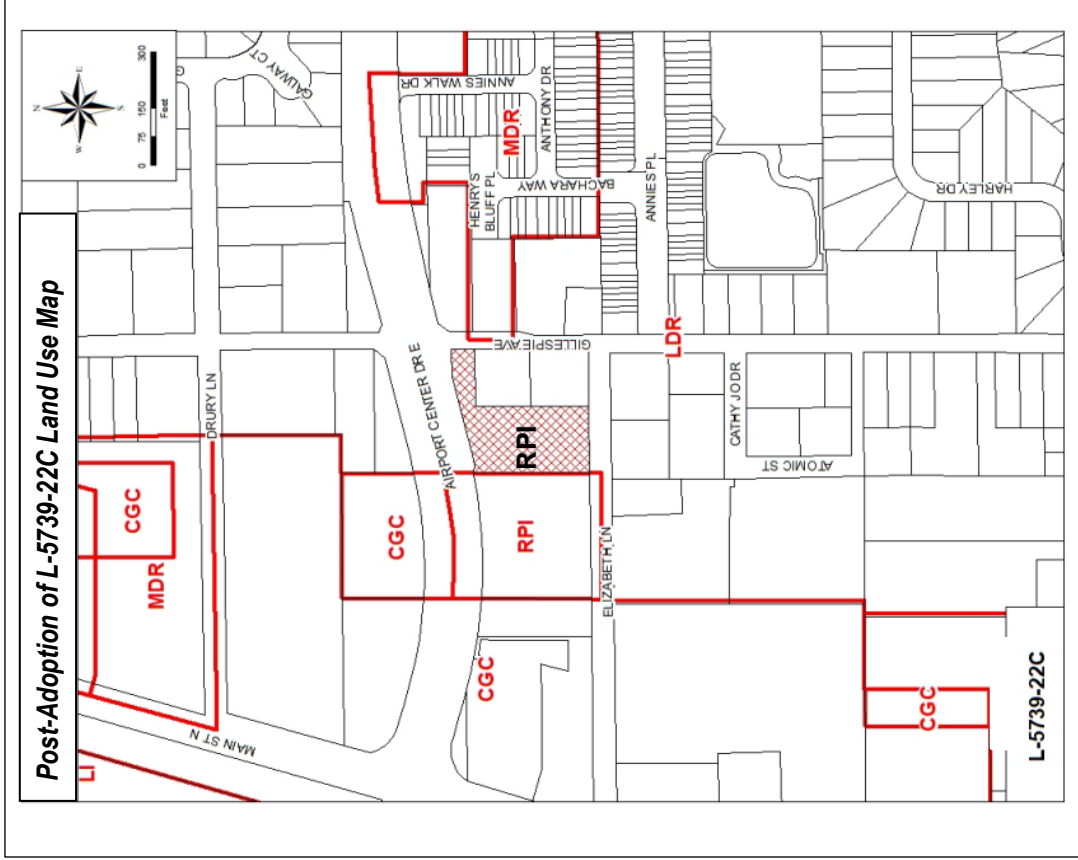 Post-Adoption of L-5739-22C Land Use Map
N
W
E
S
0
75
150
300
Feet
GALWAY CT
G
DRURY LN
ANNIES WALK DR
MDR
ANTHONY DR
HENRYS
BLUFF PL
BACHARA WAY
ANNIES PL
HARLEY DR
AIRPORT CENTER DR E
GILLESPIE AVE
LDR
CATHY JO DR
ATOMIC ST
RPI
CGC
MDR
CGC
RPI
ELIZABETH LN
CGC
MAIN ST N
LI
CGC
L-5739-22C